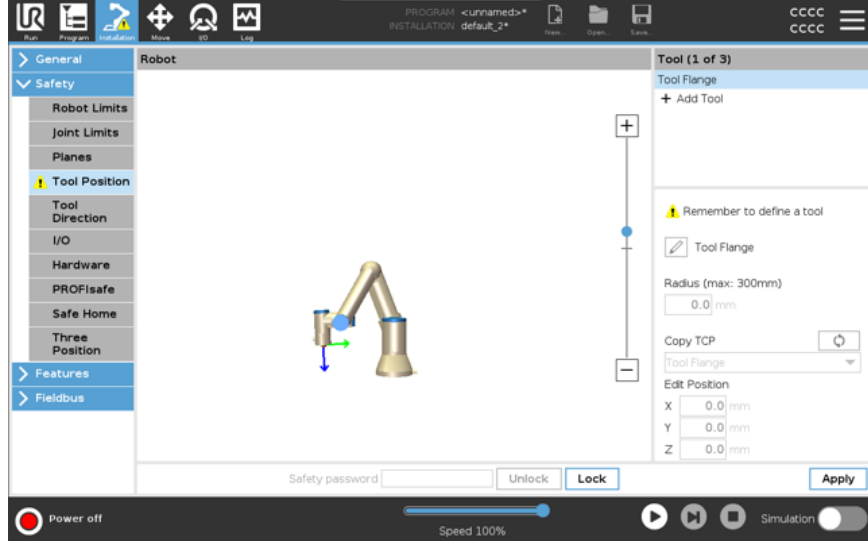 UR
Run
Program
Installation
Move
I/O
Log
PROGRAM <unnamed>*
INSTALLATION default_2*
New...
Open...
Save...
CCCC
CCCC
General
Safety
Robot Limits
Joint Limits
Planes
Tool Position
Tool
Direction
I/O
Hardware
PROFIsafe
Safe Home
Three
Position
Features
Fieldbus
Robot
Tool (1 of 3)
Tool Flange
+ Add Tool
Remember to define a tool
Tool Flange
Radius (max: 300mm)
0.0 mm
Copy TCP
Tool Flange
Edit Position
X 0.0 mm
Y 0.0 mm
Z 0.0 mm
Safety password Unlock Lock
Apply
Power off
Speed 100%
Simulation